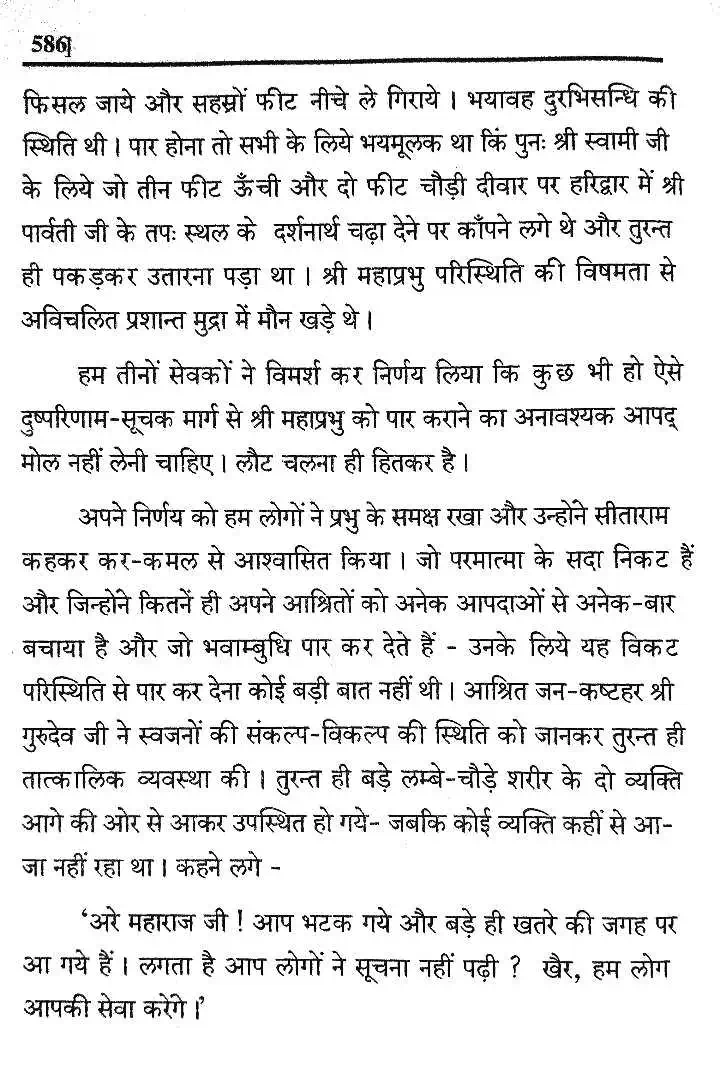 586]
फिसल जाये और सहस्रों फीट नीचे ले गिराये । भयावह दुरभिसन्धि की
स्थिति थी । पार होना तो सभी के लिये भयमूलक था किं पुनः श्री स्वामी जी
के लिये जो तीन फीट ऊँची और दो फीट चौड़ी दीवार पर हरिद्वार में श्री
पार्वती जी के तपः स्थल के दर्शनार्थ चढ़ा देने पर काँपने लगे थे और तुरन्त
ही पकड़कर उतारना पड़ा था । श्री महाप्रभु परिस्थिति की विषमता से
अविचलित प्रशान्त मुद्रा में मौन खड़े थे ।
हम तीनों सेवकों ने विमर्श कर निर्णय लिया कि कुछ भी हो ऐसे
दुष्परिणाम-सूचक मार्ग से श्री महाप्रभु को पार कराने का अनावश्यक आपद्
मोल नहीं लेनी चाहिए । लौट चलना ही हितकर है ।
अपने निर्णय को हम लोगों ने प्रभु के समक्ष रखा और उन्होंने सीताराम
कहकर कर-कमल से आश्वासित किया । जो परमात्मा के सदा निकट हैं
और जिन्होंने कितनें ही अपने आश्रितों को अनेक आपदाओं से अनेक-बार
बचाया है और जो भवाम्बुधि पार कर देते हैं - उनके लिये यह विकट
परिस्थिति से पार कर देना कोई बड़ी बात नहीं थी । आश्रित जन-कष्टहर श्री
गुरुदेव जी ने स्वजनों की संकल्प-विकल्प की स्थिति को जानकर तुरन्त ही
तात्कालिक व्यवस्था की । तुरन्त ही बड़े लम्बे-चौड़े शरीर के दो व्यक्ति
आगे की ओर से आकर उपस्थित हो गये- जबकि कोई व्यक्ति कहीं से आ-
जा नहीं रहा था । कहने लगे -
'अरे महाराज जी ! आप भटक गये और बड़े ही खतरे की जगह पर
आ गये हैं । लगता है आप लोगों ने सूचना नहीं पढ़ी ? खैर, हम लोग
आपकी सेवा करेंगे ।'